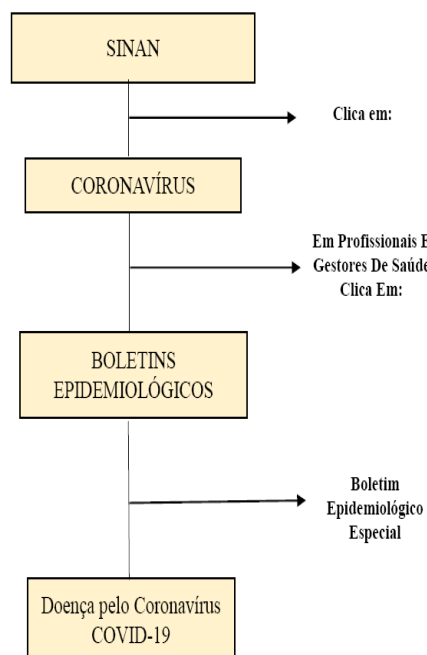 SINAN
Clica em:
CORONAVÍRUS
Em Profissionais E
Gestores De Saúde
Clica Em:
BOLETINS
EPIDEMIOLÓGICOS
Boletim
Epidemiológico
Especial
Doença pelo Coronavírus
COVID-19